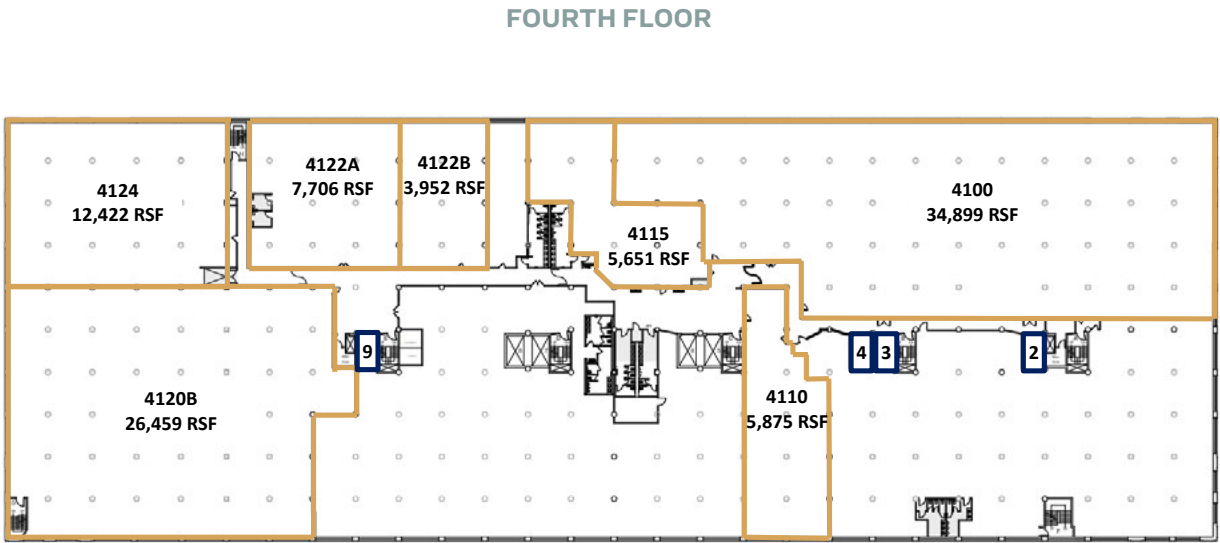 FOURTH FLOOR
4124
12,422 RSF
4122A
7,706 RSF
4122B
3,952 RSF
4115
5,651 RSF
4100
34,899 RSF
9
4
3
2
4120B
26,459 RSF
4110
5,875 RSF